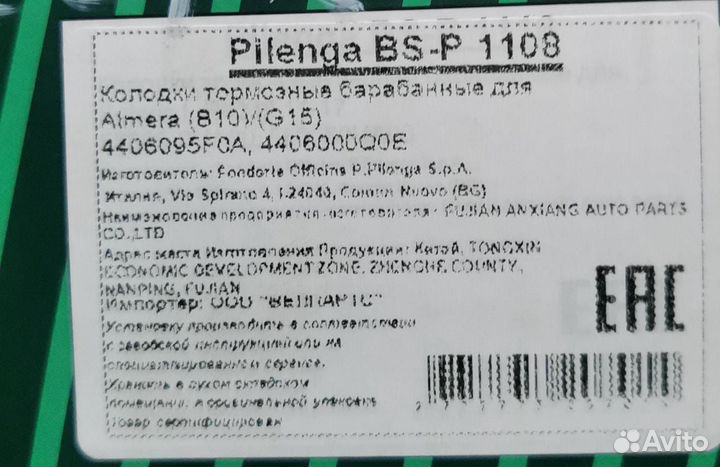 Pilenga BS-P 1108
Колодки тормозные барабанные для
Almera (B10)/(G15)
4406095F0A, 4406000Q0E
Изготовитель: Fonderie Officine P.Pilenga S.p.A.
Италия, Via Spirano 4, I-24040, Comun Nuovo (BG)
Наименование предприятия-изготовителя: FUJIAN ANXIANG AUTO PARTS
CO.,LTD
Адрес места Изготовления Продукции: Китай, TONGXIN
ECONOMIC DEVELOPMENT ZONE, ZHENGHE COUNTY,
NANPING, FUJIAN
Импортер: ООО
Установку производить в соответствии
с заводской инструкцией или на
специализированном сервисе.
Хранить в сухом складском
помещении, в оригинальной упаковке
Товар сертифицирован
EAC
Avito